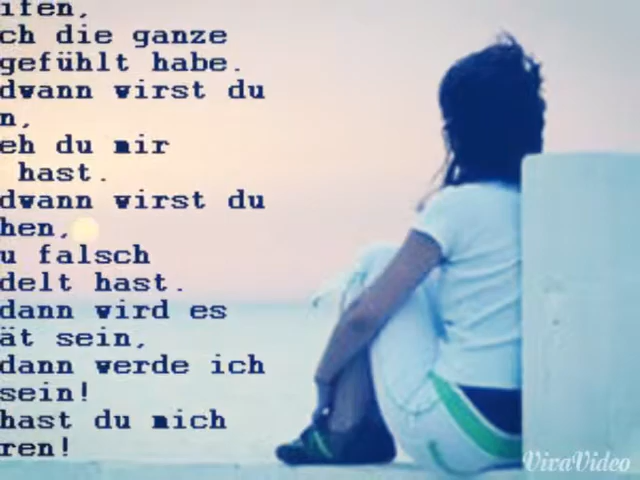 ifen,
ch die ganze
gefühlt habe.
dwann wirst du
n,
eh du mir
hast.
dwann wirst du
hen,
u falsch
delt hast.
dann wird es
ät sein,
dann werde ich
sein!
hast du mich
ren!
VivaVideo